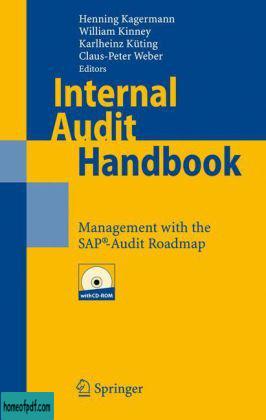 Henning Kagermann
William Kinney
Karlheinz Küting
Claus-Peter Weber
Editors
Internal
Audit
Handbook
Management with the
SAP®-Audit Roadmap
with CD-ROM
Springer
homeofpdf.com